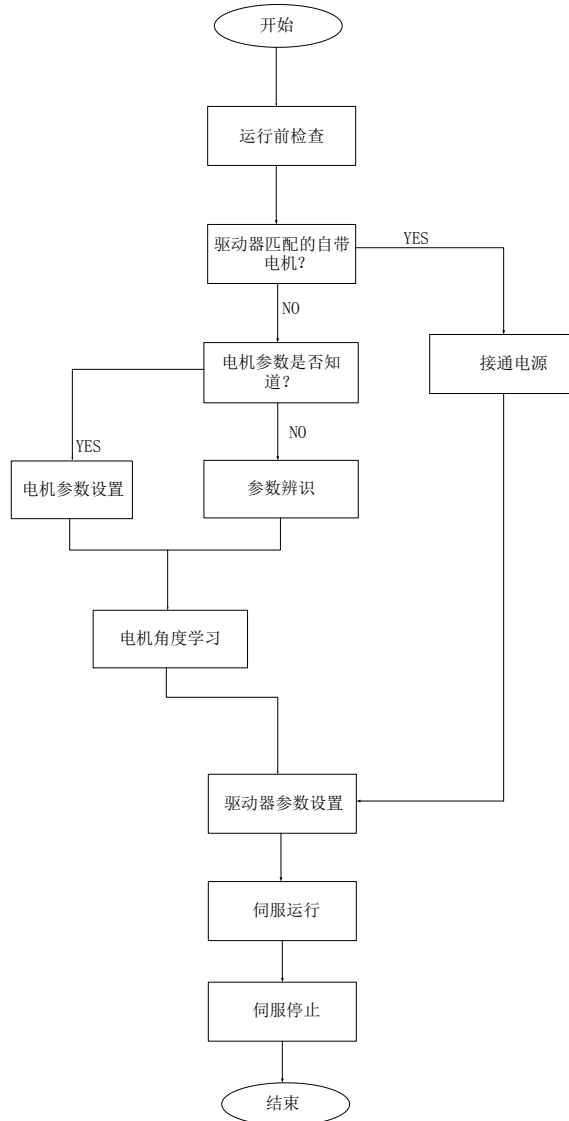 开始
运行前检查
驱动器匹配的自带
电机?
YES
NO
接通电源
电机参数是否知
道?
YES
NO
电机参数设置
参数辨识
电机角度学习
驱动器参数设置
伺服运行
伺服停止
结束